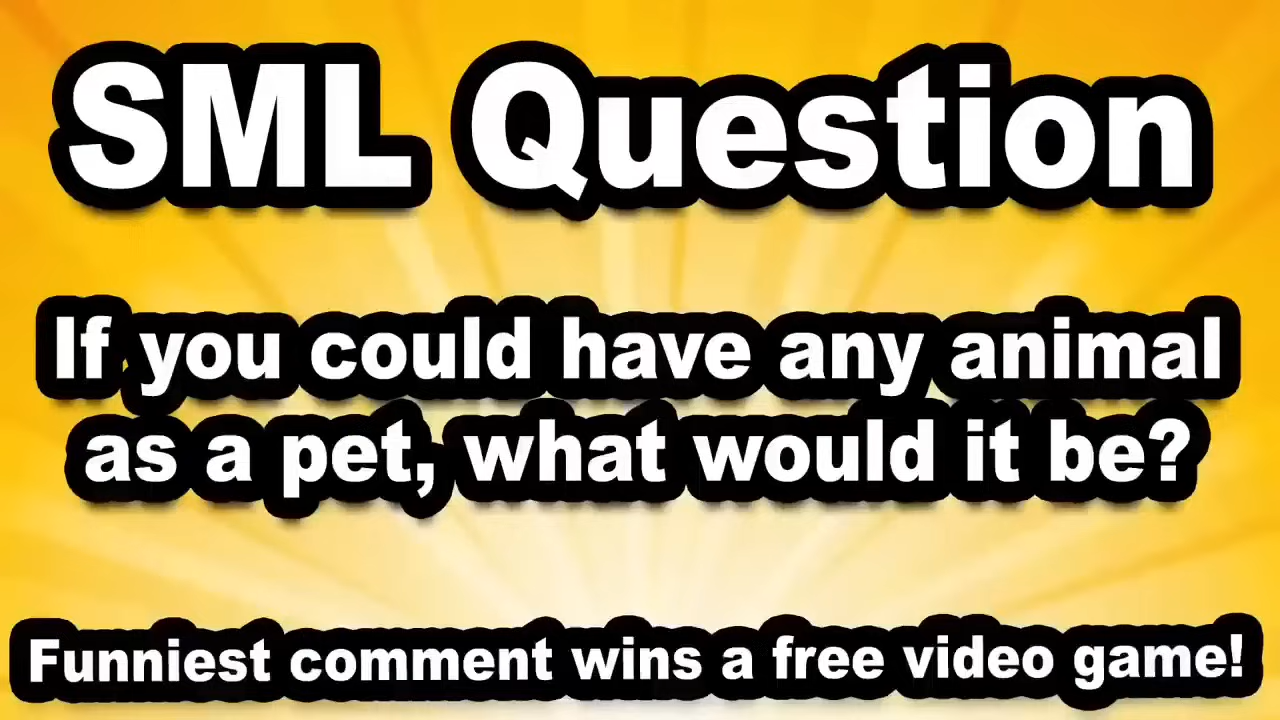 SML Question
If you could have any animal
as a pet, what would it be?
Funniest comment wins a free video game!